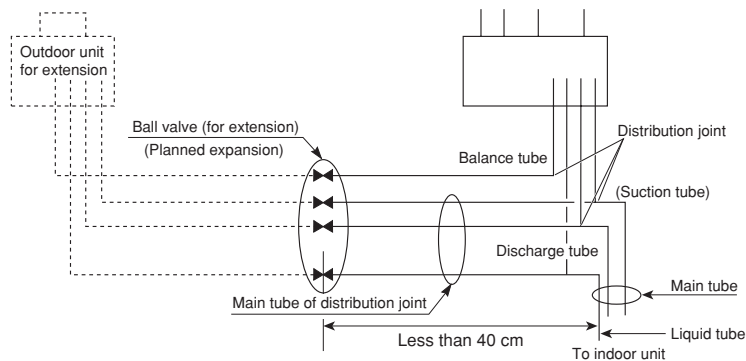 Outdoor unit
for extension
Ball valve (for extension)
(Planned expansion)
Balance tube
Distribution joint
(Suction tube)
Discharge tube
Main tube of distribution joint
Main tube
Less than 40 cm
Liquid tube
To indoor unit